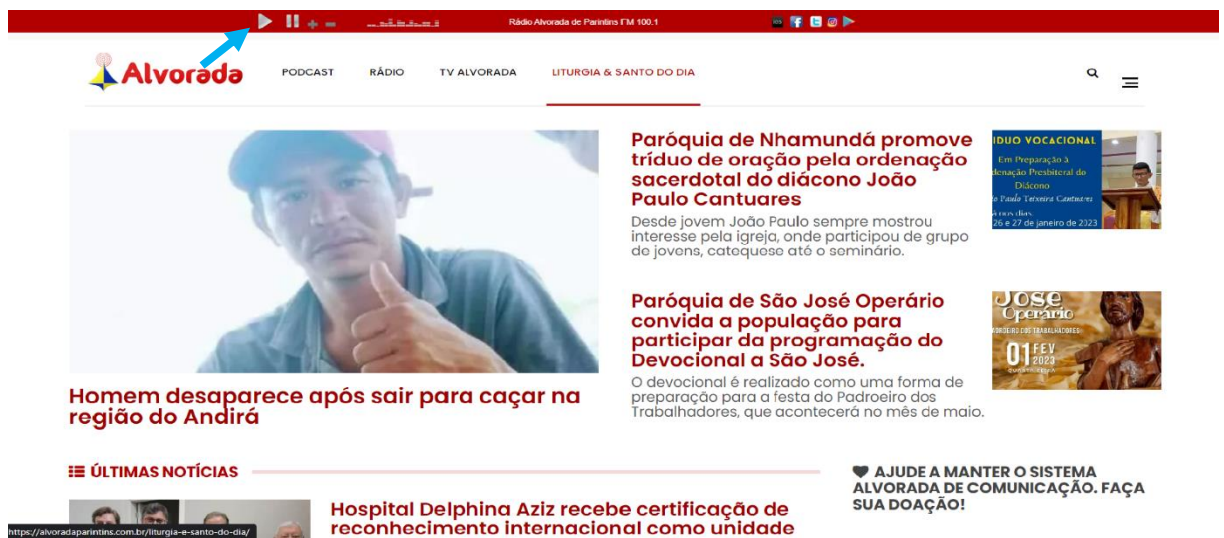 Rádio Alvorada de Parintins FM 100.1
Alvorada
PODCAST RÁDIO TV ALVORADA LITURGIA & SANTO DO DIA
Paróquia de Nhamundá promove
tríduo de oração pela ordenação
sacerdotal do diácono João
Paulo Cantuares
Desde jovem João Paulo sempre mostrou
interesse pela igreja, onde participou de grupo
de jovens, catequese até o seminário.
IDUO VOCACIONAL
Em Preparação à
denação Presbiteral do
Diácono
o Paulo Teixeira Cantuares
nos dias:
26 e 27 de janeiro de 2023
Homem desaparece após sair para caçar na
região do Andirá
Paróquia de São José Operário
convida a população para
participar da programação do
Devocional a São José.
O devocional é realizado como uma forma de
preparação para a festa do Padroeiro dos
Trabalhadores, que acontecerá no mês de maio.
JOSÉ
Operário
DROEIRO DOS TRABALHADORES
01 FEV
2023
ÚLTIMAS NOTÍCIAS
Hospital Delphina Aziz recebe certificação de
reconhecimento internacional como unidade
AJUDE A MANTER O SISTEMA
ALVORADA DE COMUNICAÇÃO. FAÇA
SUA DOAÇÃO!
https://alvoradaparintins.com.br/liturgia-e-santo-do-dia/